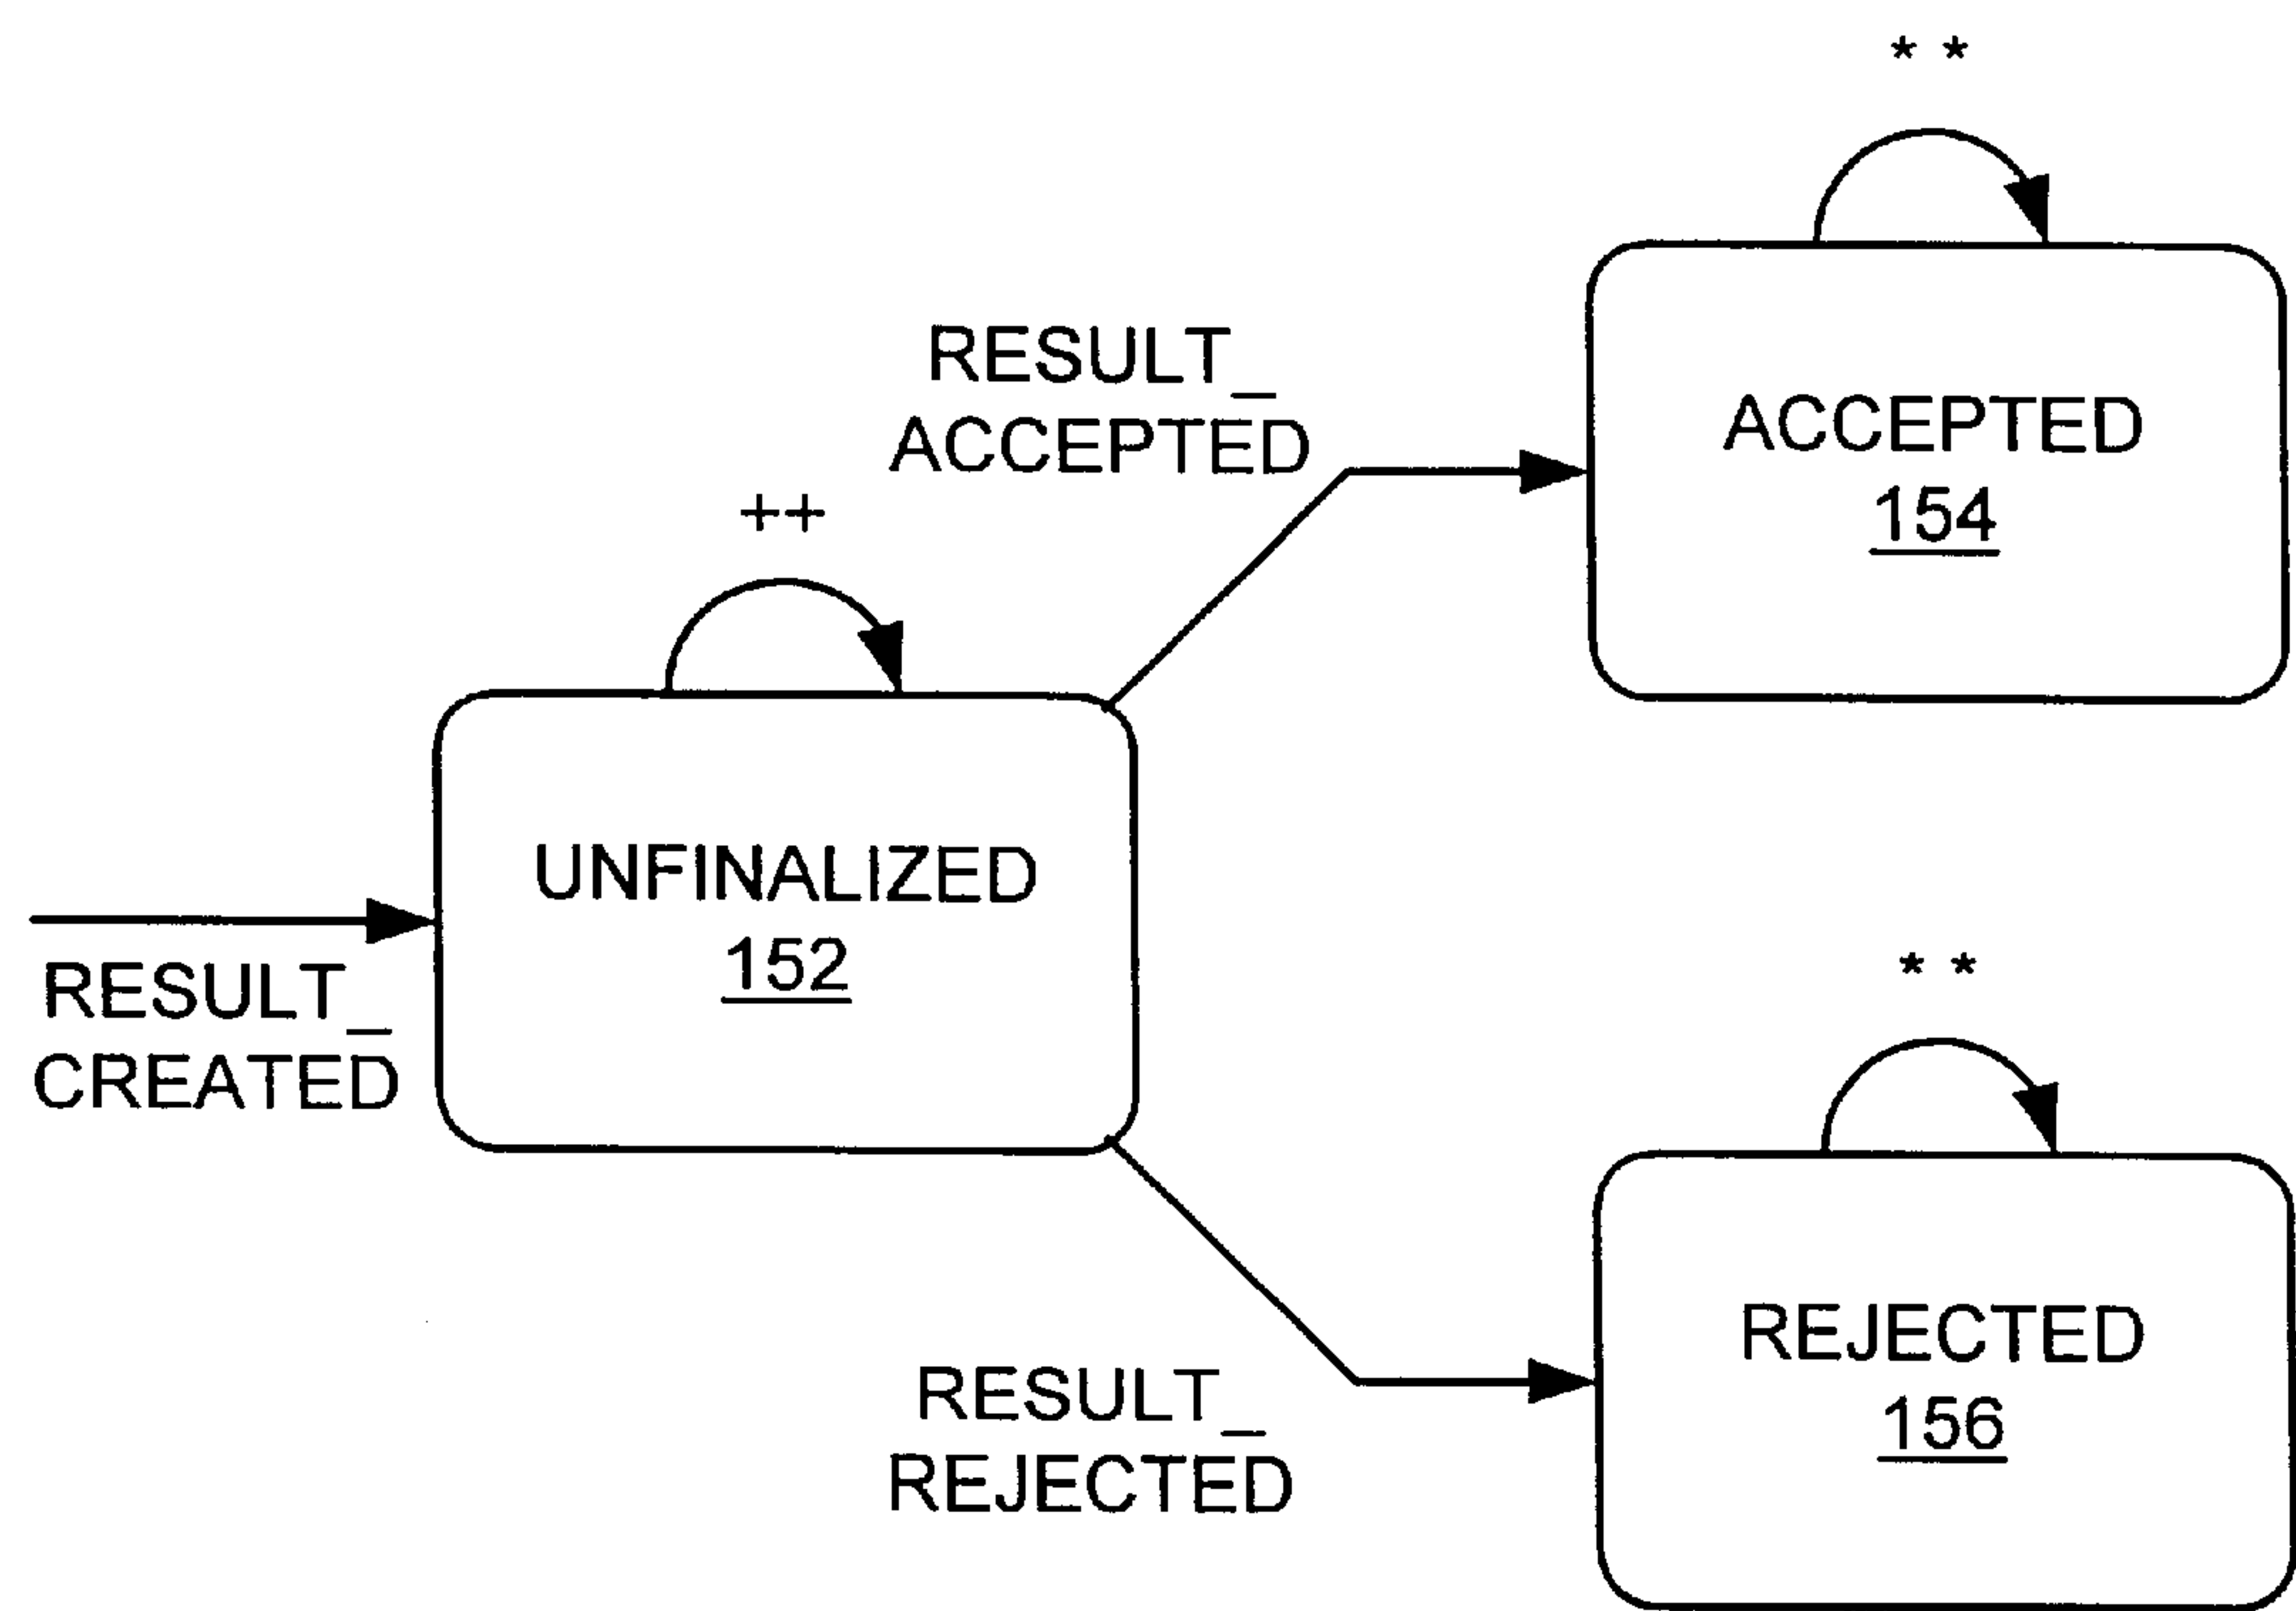 * *
RESULT_
ACCEPTED
ACCEPTED
154
++
UNFINALIZED
152
RESULT_
CREATED
* *
RESULT_
REJECTED
REJECTED
156